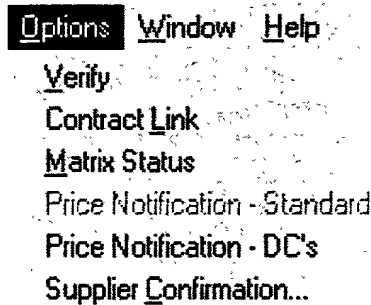 Options Window Help
Verify
Contract Link
Matrix Status
Price Notification - Standard
Price Notification - DC's
Supplier Confirmation...